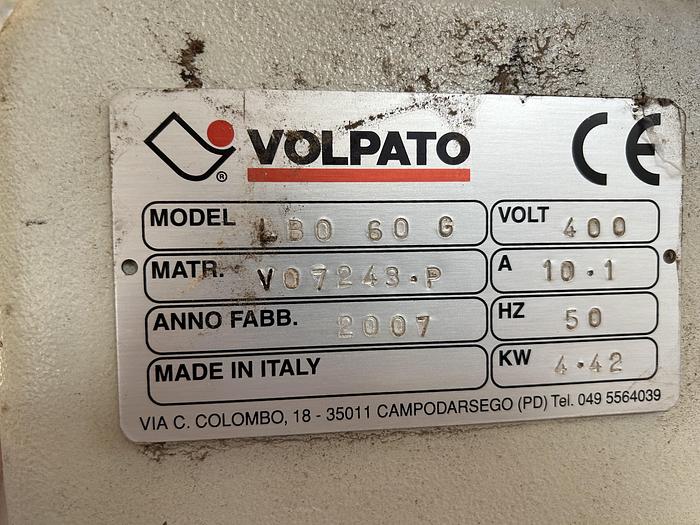 VOLPATO CE
®
MODEL LBO 60 G VOLT 400
MATR. V07243.P A 10.1
ANNO FABB. 2007 HZ 50
MADE IN ITALY KW 4.42
VIA C. COLOMBO, 18 - 35011 CAMPODARSEGO (PD) Tel. 049 5564039